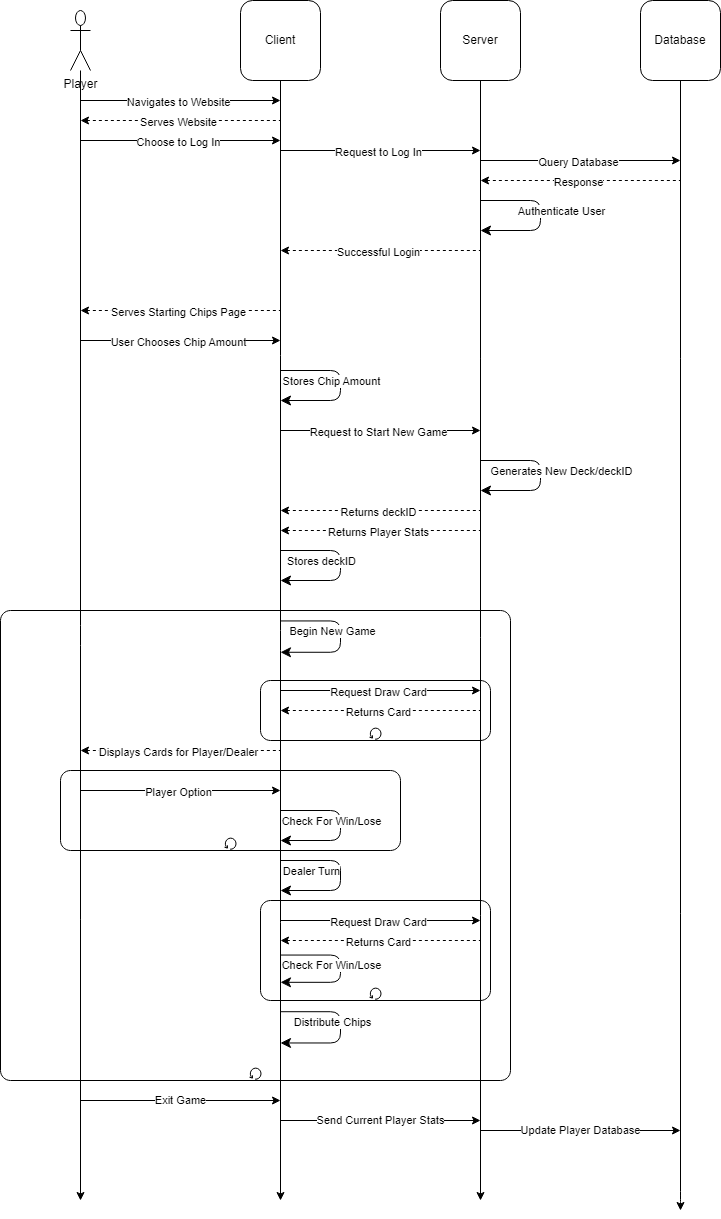 Client
Server
Database
Player
Navigates to Website
Serves Website
Choose to Log In
Request to Log In
Query Database
Response
Authenticate User
Successful Login
Serves Starting Chips Page
User Chooses Chip Amount
Stores Chip Amount
Request to Start New Game
Generates New Deck/deckID
Returns deckID
Returns Player Stats
Stores deckID
Begin New Game
Request Draw Card
Returns Card
Displays Cards for Player/Dealer
Player Option
Check For Win/Lose
Dealer Turn
Request Draw Card
Returns Card
Check For Win/Lose
Distribute Chips
Exit Game
Send Current Player Stats
Update Player Database